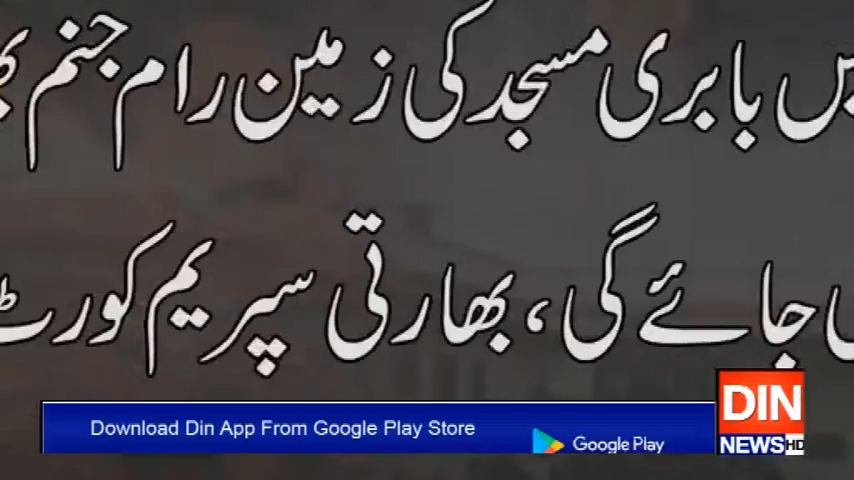 بابری مسجد کی زمین رام جنم
جائے گی، بھارتی سپریم کورٹ
Download Din App From Google Play Store
Google Play
DIN
NEWS HD